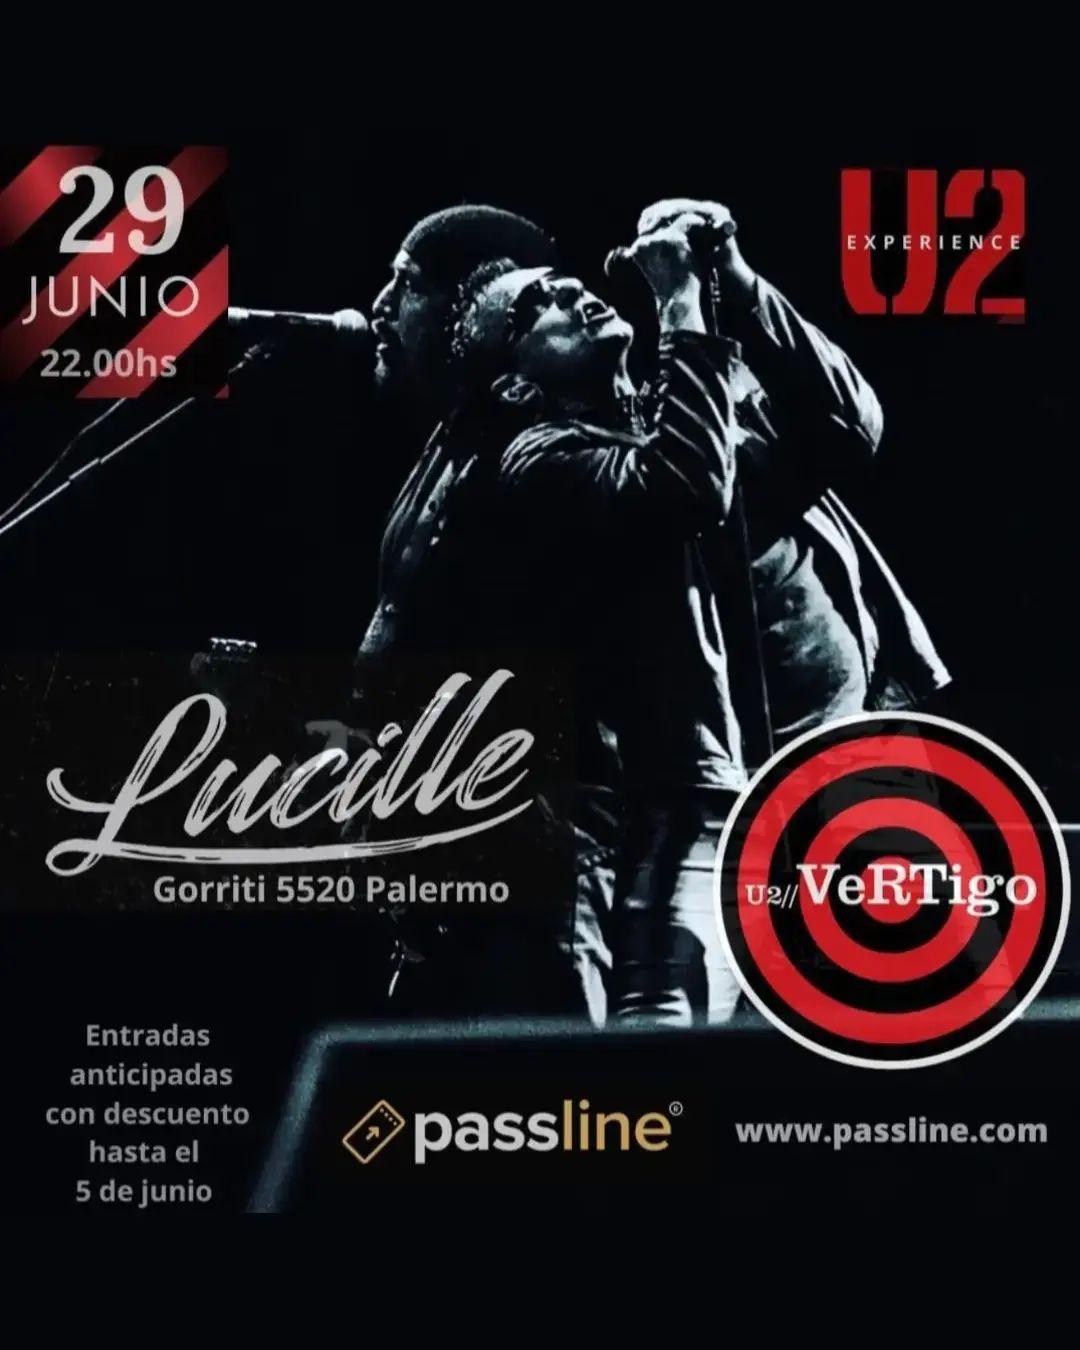 29
JUNIO
22.00hs
U2
EXPERIENCE
Lucille
Gorriti 5520 Palermo
U2//VeRTigo
Entradas
anticipadas
con descuento
hasta el
5 de junio
passline®
www.passline.com